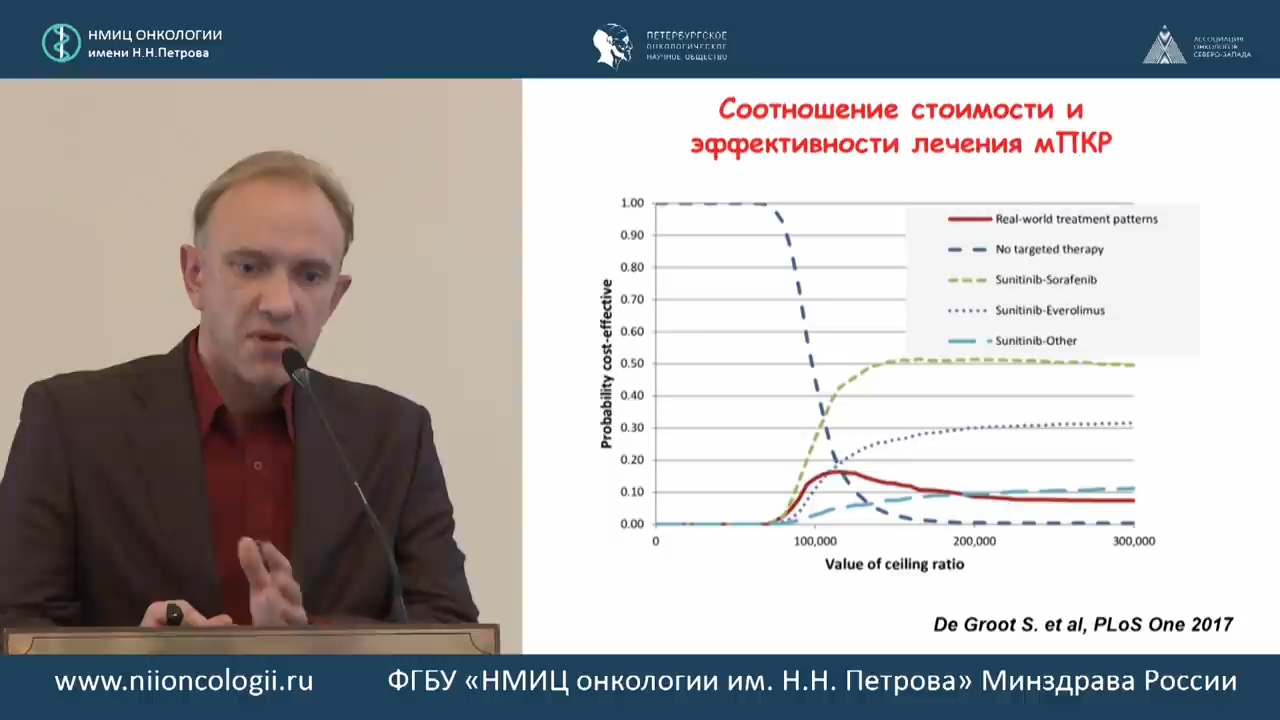 НМИЦ ОНКОЛОГИИ
имени Н.Н.Петрова
ПЕТЕРБУРГСКОЕ
ОНКОЛОГИЧЕСКОЕ
НАУЧНОЕ ОБЩЕСТВО
АССОЦИАЦИЯ
ОНКОЛОГОВ
СЕВЕРО-ЗАПАДА
Соотношение стоимости и
эффективности лечения мПКР
1.00
0.90
0.80
0.70
0.60
0.50
0.40
0.30
0.20
0.10
0.00
Probability cost-effective
Real-world treatment patterns
No targeted therapy
Sunitinib-Sorafenib
Sunitinib-Everolimus
Sunitinib-Other
0 100,000 200,000 300,000
Value of ceiling ratio
De Groot S. et al, PLoS One 2017
www.niioncologii.ru ФГБУ «НМИЦ онкологии им. Н.Н. Петрова» Минздрава России